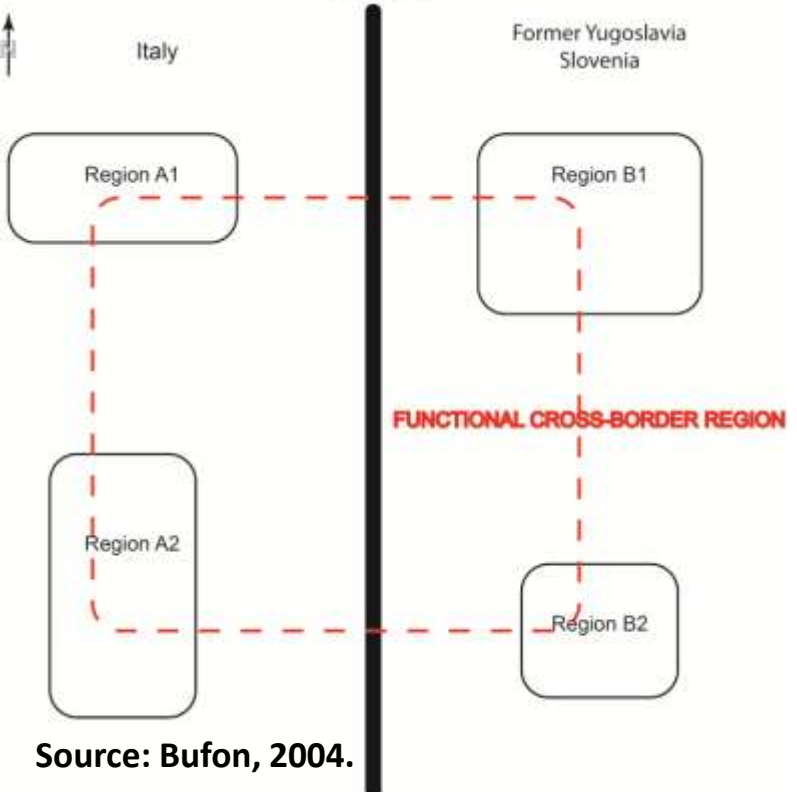 Italy
Former Yugoslavia
Slovenia
Region A1
Region B1
FUNCTIONAL CROSS-BORDER REGION
Region A2
Region B2
Source: Bufon, 2004.